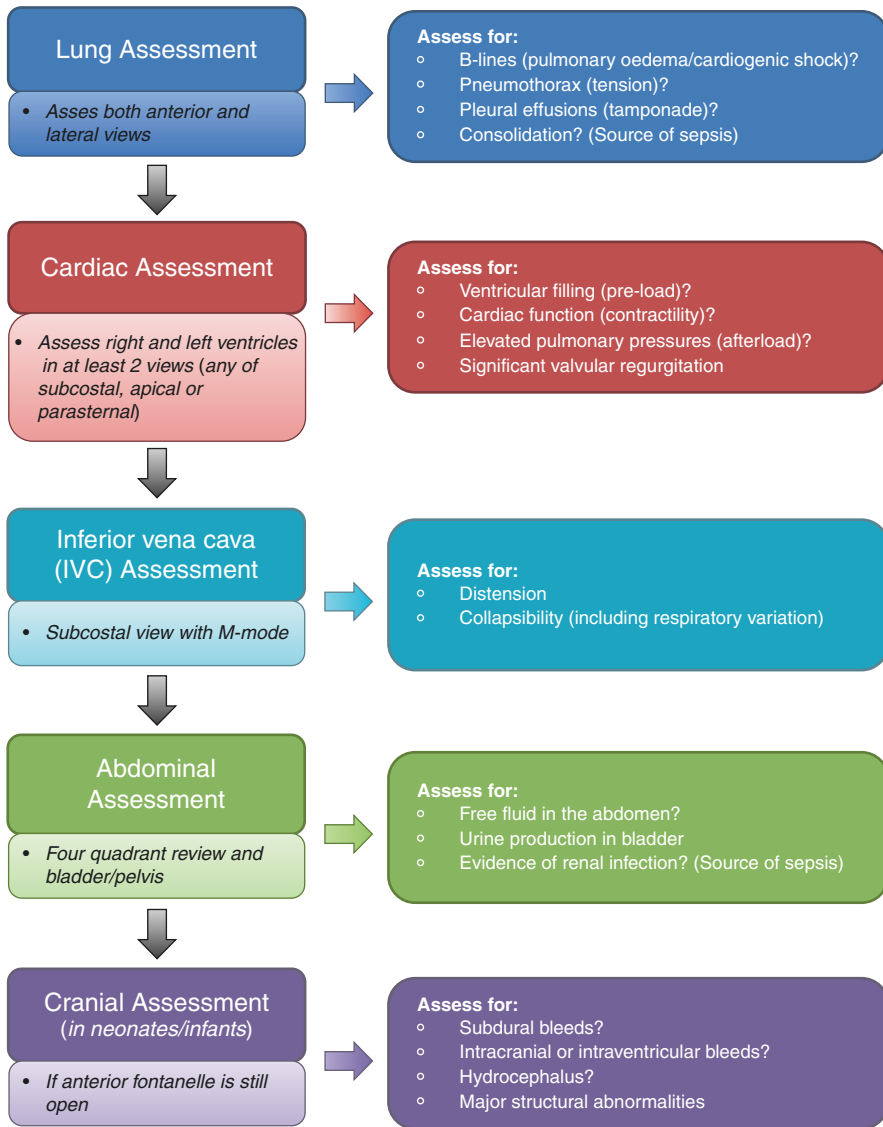 Lung Assessment
• Asses both anterior and
lateral views
Assess for:
○ B-lines (pulmonary oedema/cardiogenic shock)?
○ Pneumothorax (tension)?
○ Pleural effusions (tamponade)?
○ Consolidation? (Source of sepsis)
Cardiac Assessment
• Assess right and left ventricles
in at least 2 views (any of
subcostal, apical or
parasternal)
Assess for:
○ Ventricular filling (pre-load)?
○ Cardiac function (contractility)?
○ Elevated pulmonary pressures (afterload)?
○ Significant valvular regurgitation
Inferior vena cava
(IVC) Assessment
• Subcostal view with M-mode
Assess for:
○ Distension
○ Collapsibility (including respiratory variation)
Abdominal
Assessment
• Four quadrant review and
bladder/pelvis
Assess for:
○ Free fluid in the abdomen?
○ Urine production in bladder
○ Evidence of renal infection? (Source of sepsis)
Cranial Assessment
(in neonates/infants)
• If anterior fontanelle is still
open
Assess for:
○ Subdural bleeds?
○ Intracranial or intraventricular bleeds?
○ Hydrocephalus?
○ Major structural abnormalities